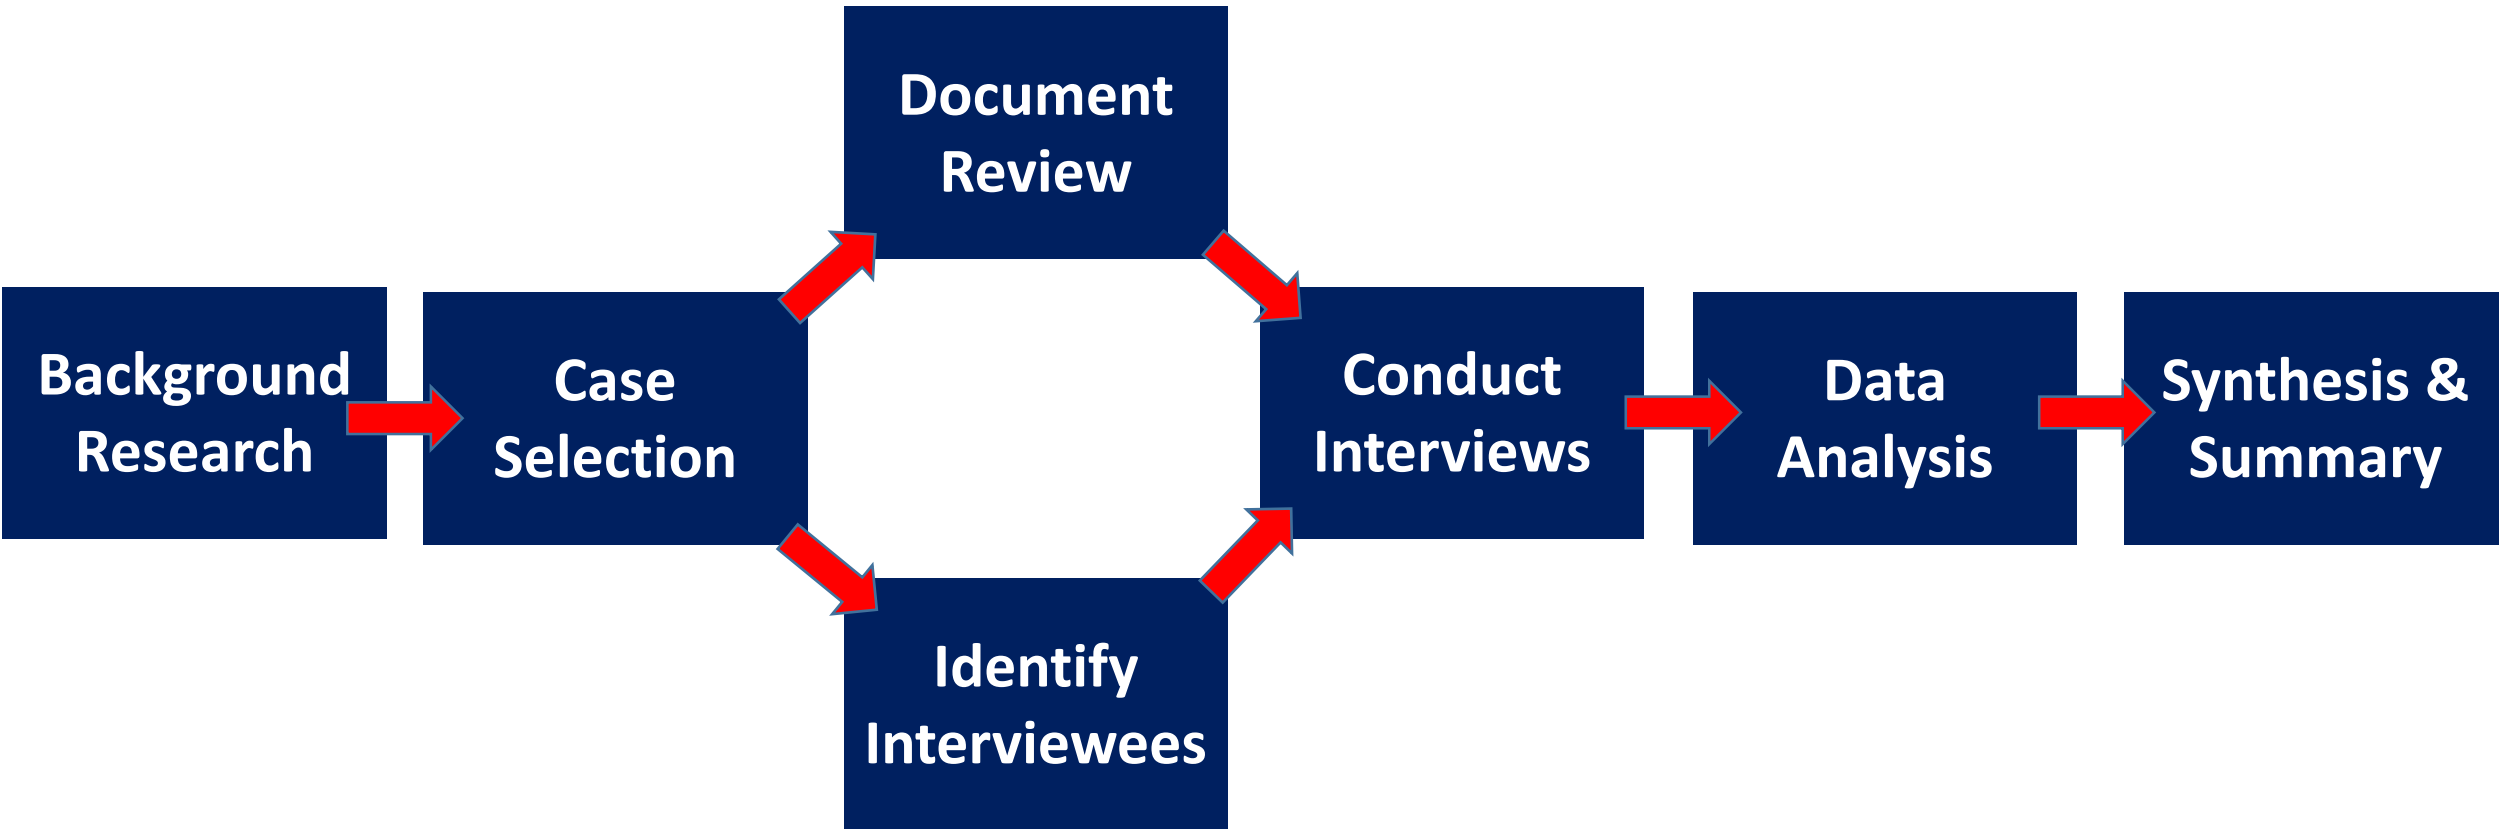 Background
Research
Case
Selection
Document
Review
Identify
Interviewees
Conduct
Interviews
Data
Analysis
Synthesis &
Summary